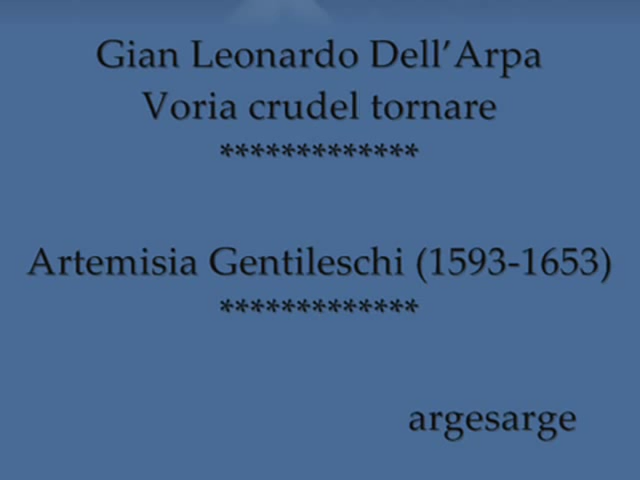 Gian Leonardo Dell'Arpa
Voria crudel tornare
*************
Artemisia Gentileschi (1593-1653)
*************
argesarge